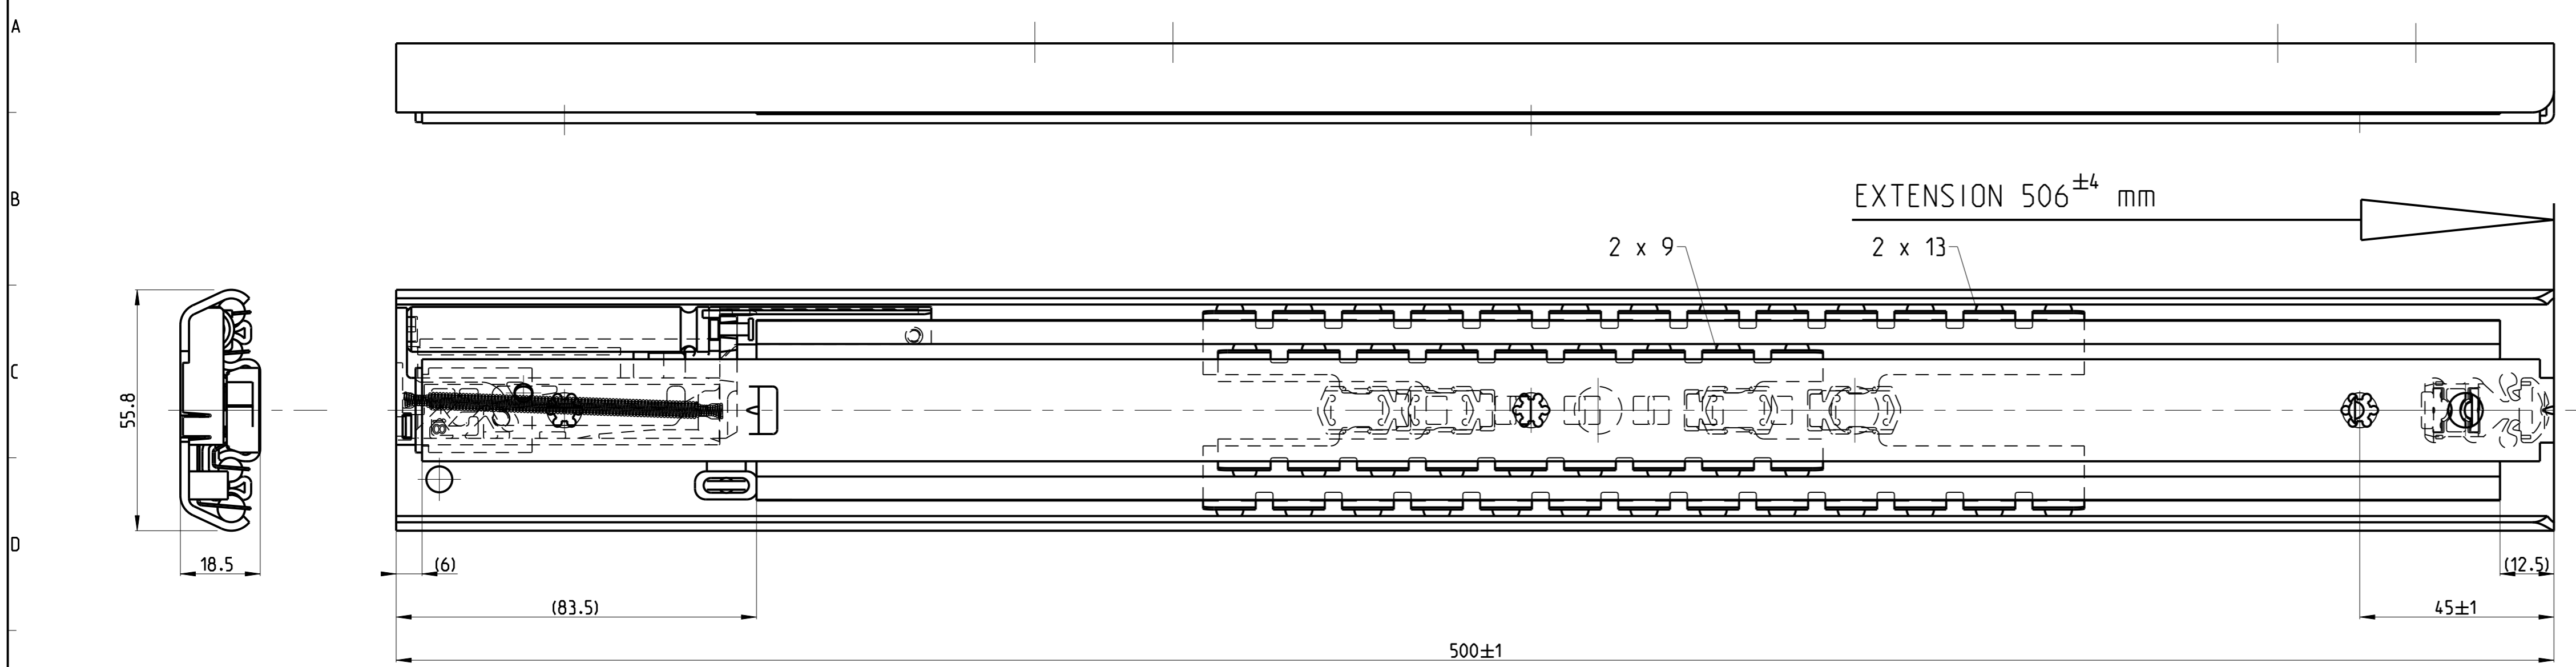 A
B
EXTENSION 506±4 mm
2 x 9
2 x 13
C
55.8
D
18.5
(6)
(12.5)
(83.5)
45±1
500±1